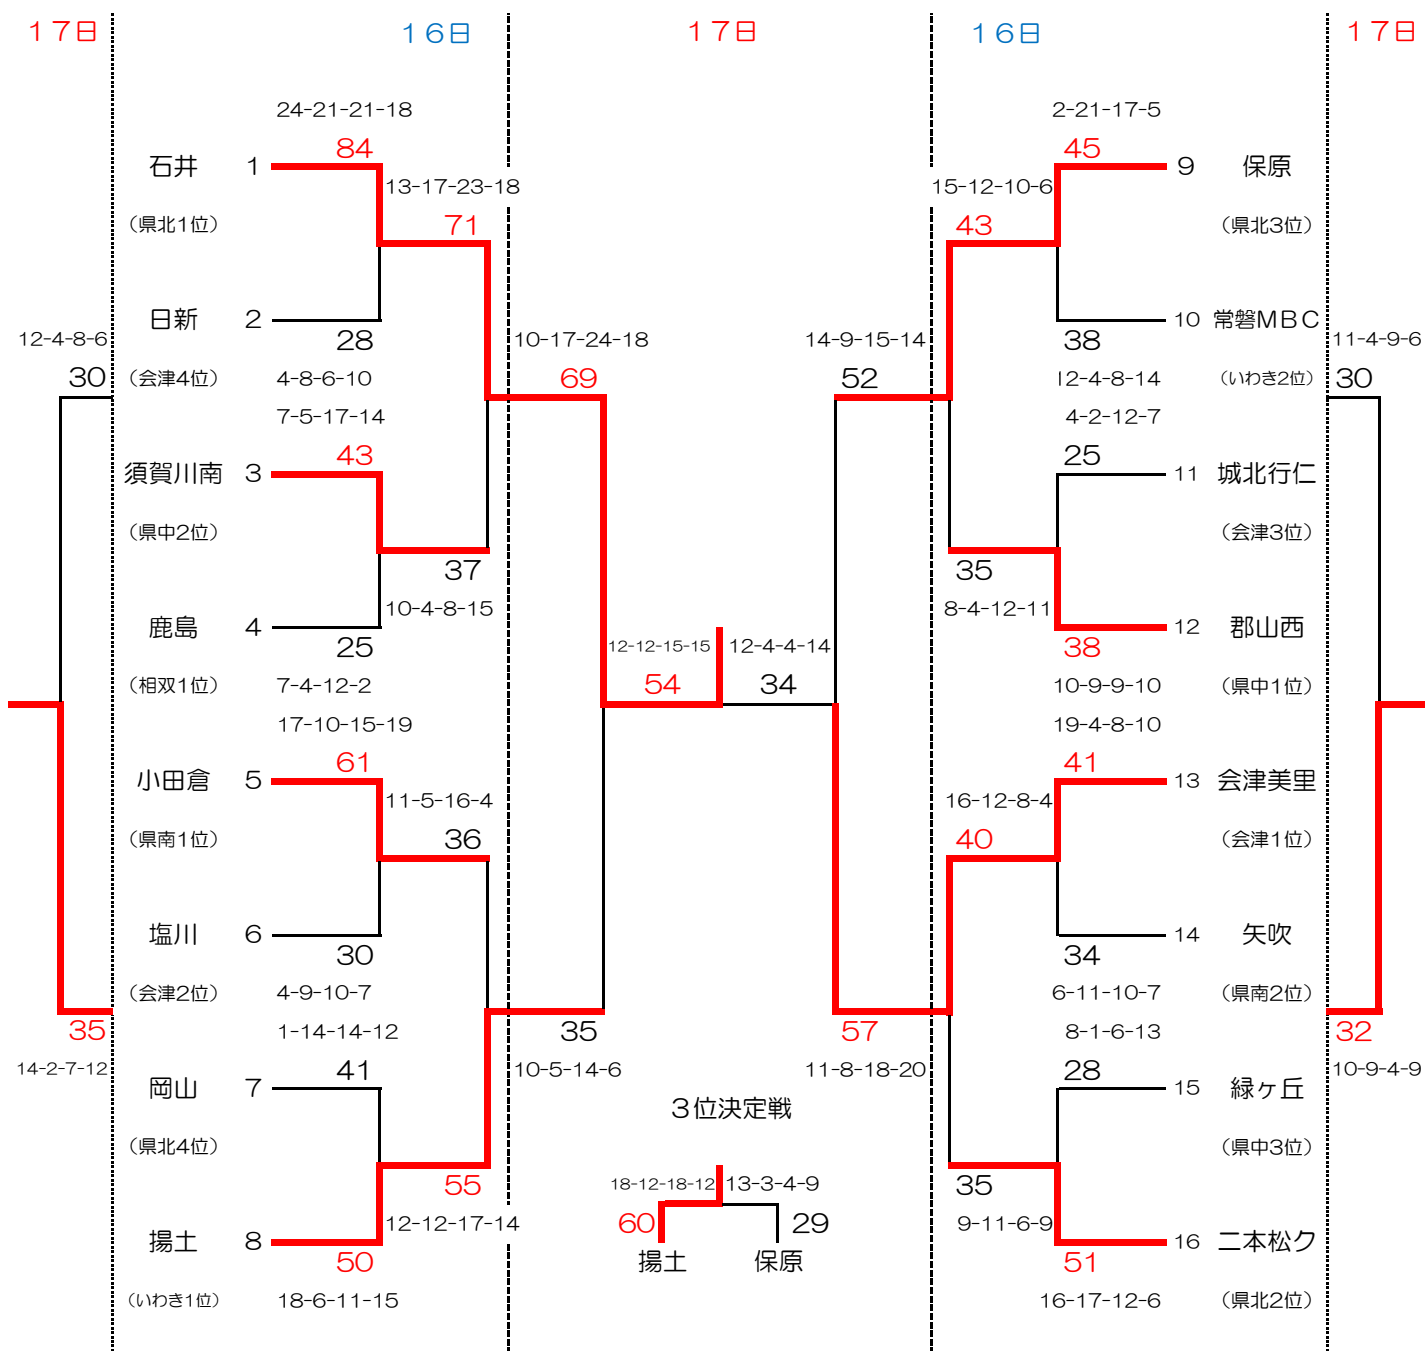 １７日
１６日
１７日
１６日
１７日
24-21-21-18
2-21-17-5
84
45
石井
1
9
保原
13-17-23-18
15-12-10-6
（県北1位）
71
43
（県北3位）
日新
2
10
常磐ＭＢＣ
12-4-8-6
28
10-17-24-18
14-9-15-14
38
11-4-9-6
30
（会津4位）
4-8-6-10
69
52
12-4-8-14
（いわき2位）
30
7-5-17-14
4-2-12-7
43
25
須賀川南
3
11
城北行仁
（県中2位）
（会津3位）
37
35
10-4-8-15
8-4-12-11
鹿島
4
12
郡山西
25
12-12-15-15
12-4-4-14
38
（相双1位）
7-4-12-2
54
34
10-9-9-10
（県中1位）
17-10-15-19
19-4-8-10
61
41
小田倉
5
13
会津美里
11-5-16-4
16-12-8-4
（県南1位）
36
40
（会津1位）
塩川
6
14
矢吹
30
34
（会津2位）
4-9-10-7
6-11-10-7
（県南2位）
35
1-14-14-12
35
57
8-1-6-13
32
14-2-7-12
41
10-5-14-6
11-8-18-20
28
10-9-4-9
岡山
7
15
緑ヶ丘
３位決定戦
（県北4位）
（県中3位）
55
18-12-18-12
13-3-4-9
35
12-12-17-14
60
29
9-11-6-9
揚土
8
16
二本松ク
50
揚土
保原
51
（いわき1位）
18-6-11-15
16-17-12-6
（県北2位）